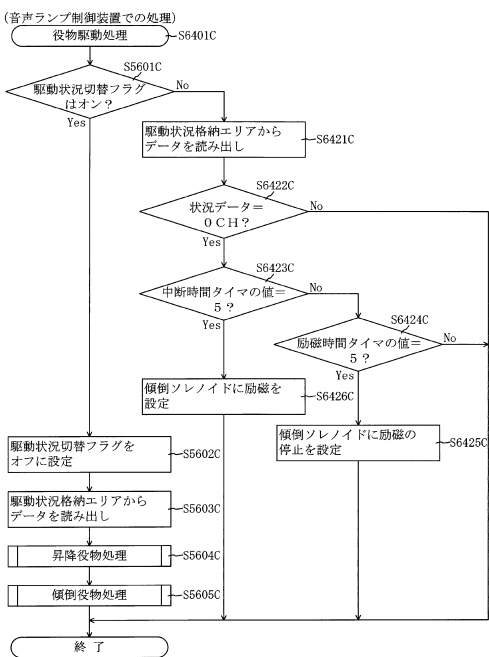 (音声ランプ制御装置での処理)
役物駆動処理
S6401C
S5601C
駆動状況切替フラグ
はオン？
No
Yes
駆動状況格納エリアから
データを読み出し
S6421C
S6422C
状況データ＝
０CＨ？
No
Yes
S6423C
中断時間タイマの値＝
５？
No
Yes
S6424C
励磁時間タイマの値＝
５？
No
Yes
傾倒ソレノイドに励磁を
設定
S6426C
傾倒ソレノイドに励磁の
停止を設定
S6425C
駆動状況切替フラグを
オフに設定
S5602C
駆動状況格納エリアから
データを読み出し
S5603C
昇降役物処理
S5604C
傾倒役物処理
S5605C
終 了